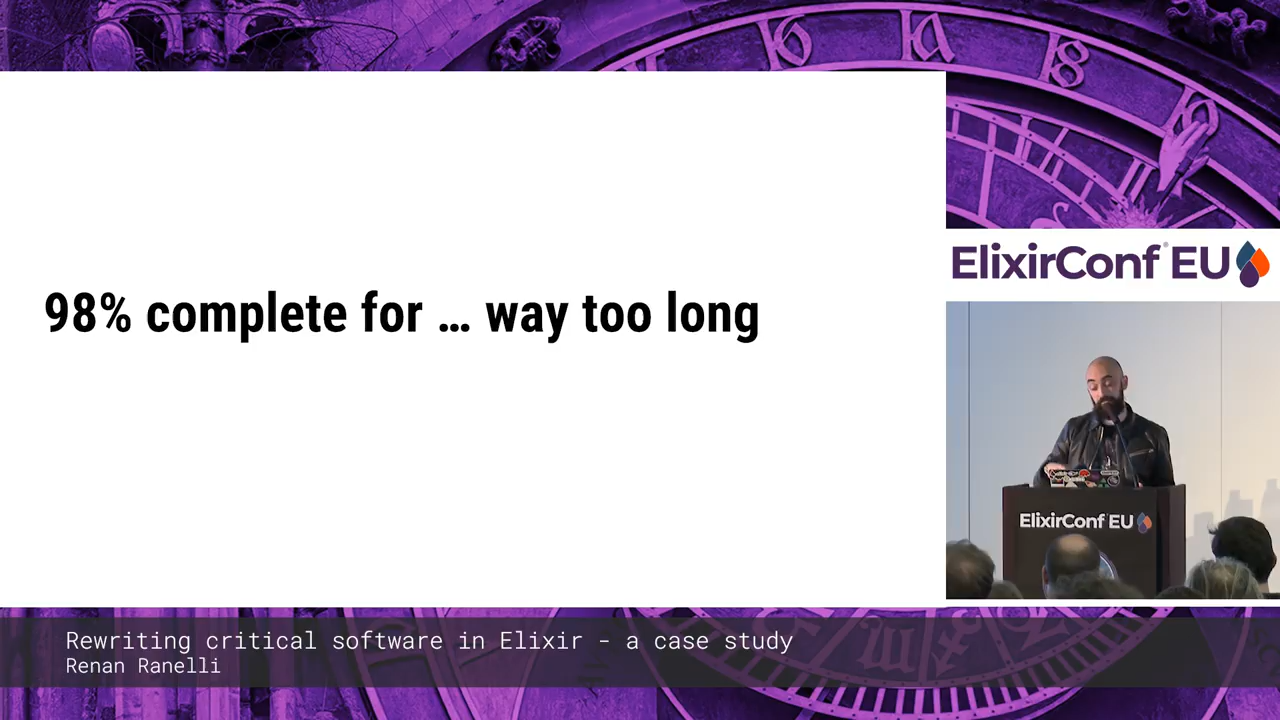 98% complete for … way too long
ElixirConf® EU
ElixirConf EU
Rewriting critical software in Elixir - a case study
Renan Ranelli